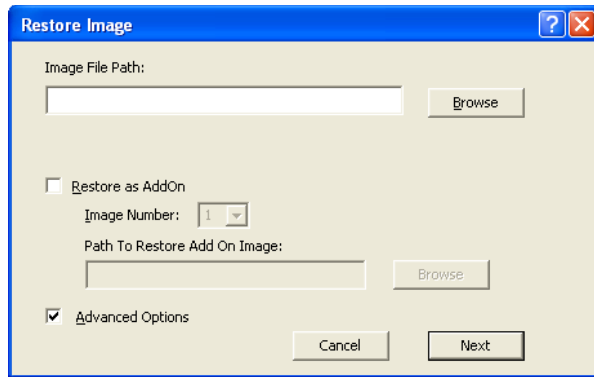 Restore Image
Image File Path:
Browse
Restore as AddOn
Image Number: 1
Path To Restore Add On Image:
Browse
Advanced Options
Cancel Next